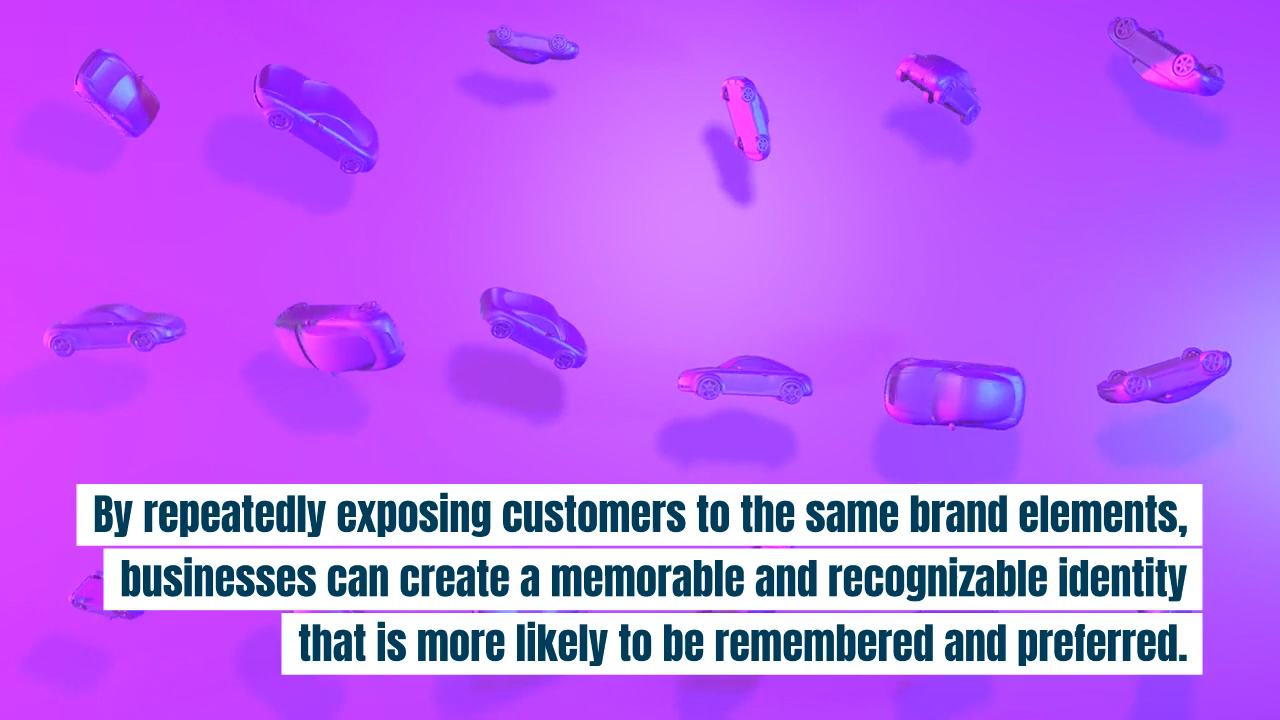 By repeatedly exposing customers to the same brand elements,
businesses can create a memorable and recognizable identity
that is more likely to be remembered and preferred.